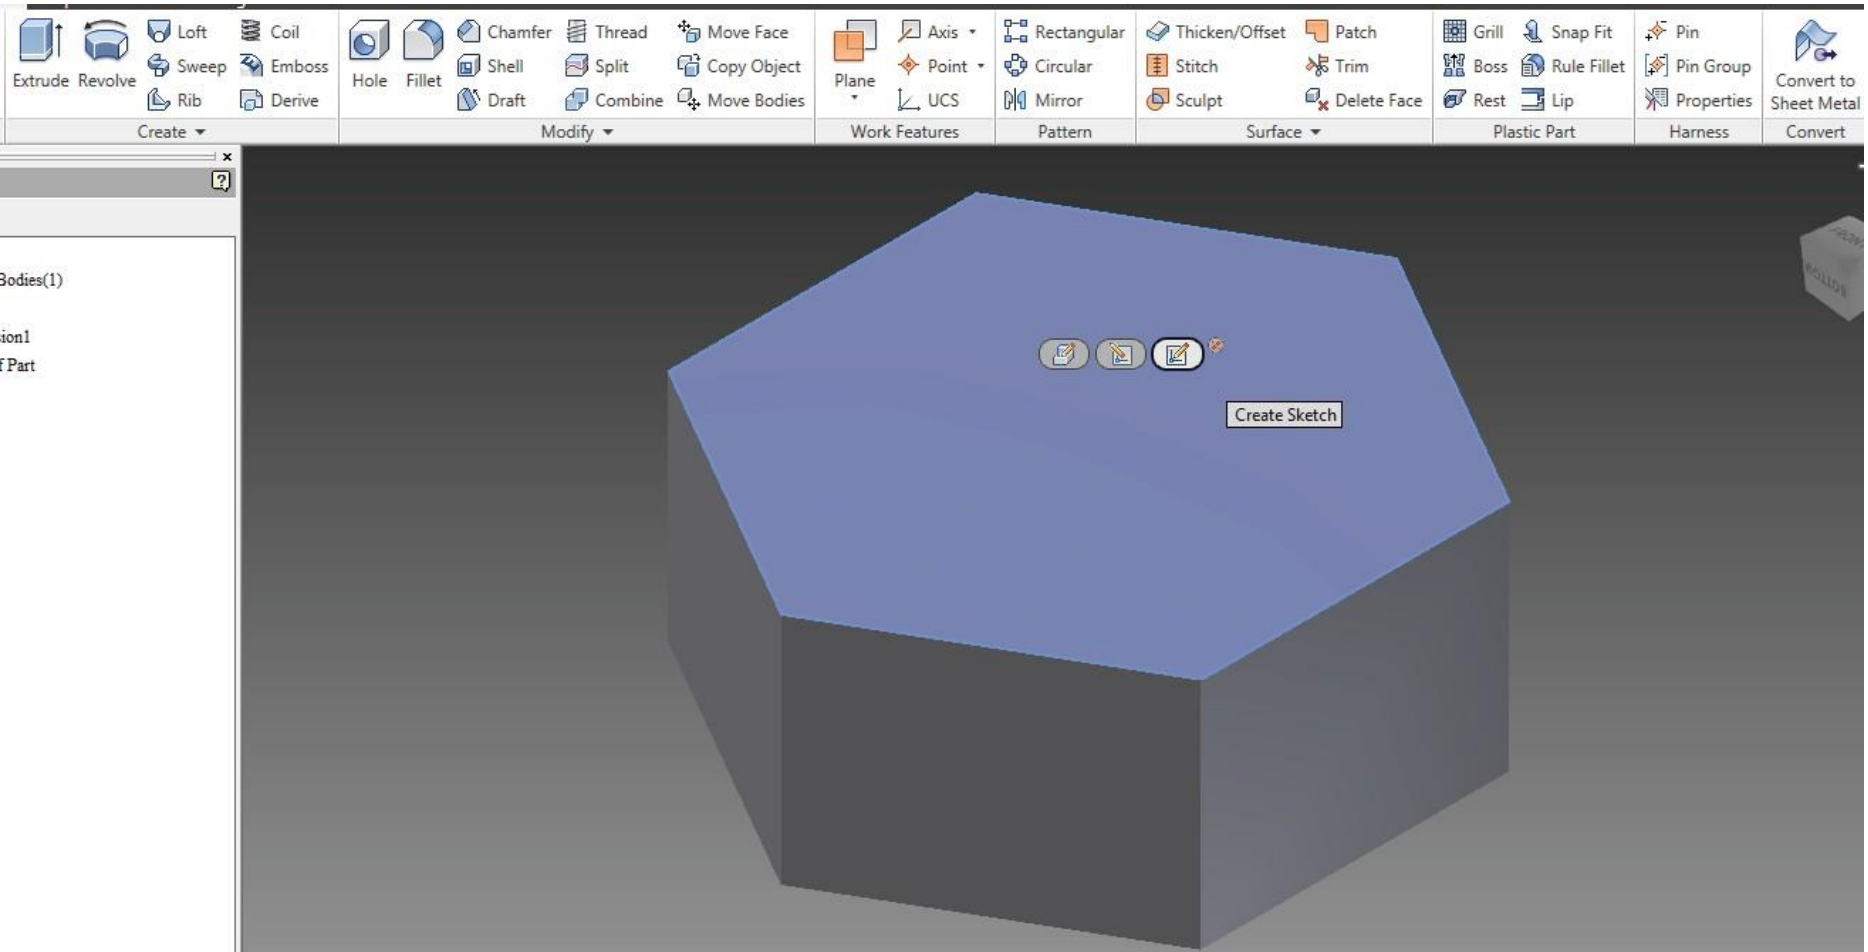 Loft Coil Chamfer Thread Move Face Axis Rectangular Thicken/Offset Patch Grill Snap Fit Pin
Extrude Revolve Sweep Emboss Hole Fillet Shell Split Copy Object Plane Point Circular Stitch Trim Boss Rule Fillet Pin Group Convert to
Rib Derive Draft Combine Move Bodies UCS Mirror Sculpt Delete Face Rest Lip Properties Sheet Metal
Create Modify Work Features Pattern Surface Plastic Part Harness Convert
Bodies(1)
BOTTOM
sion1
f Part
Create Sketch